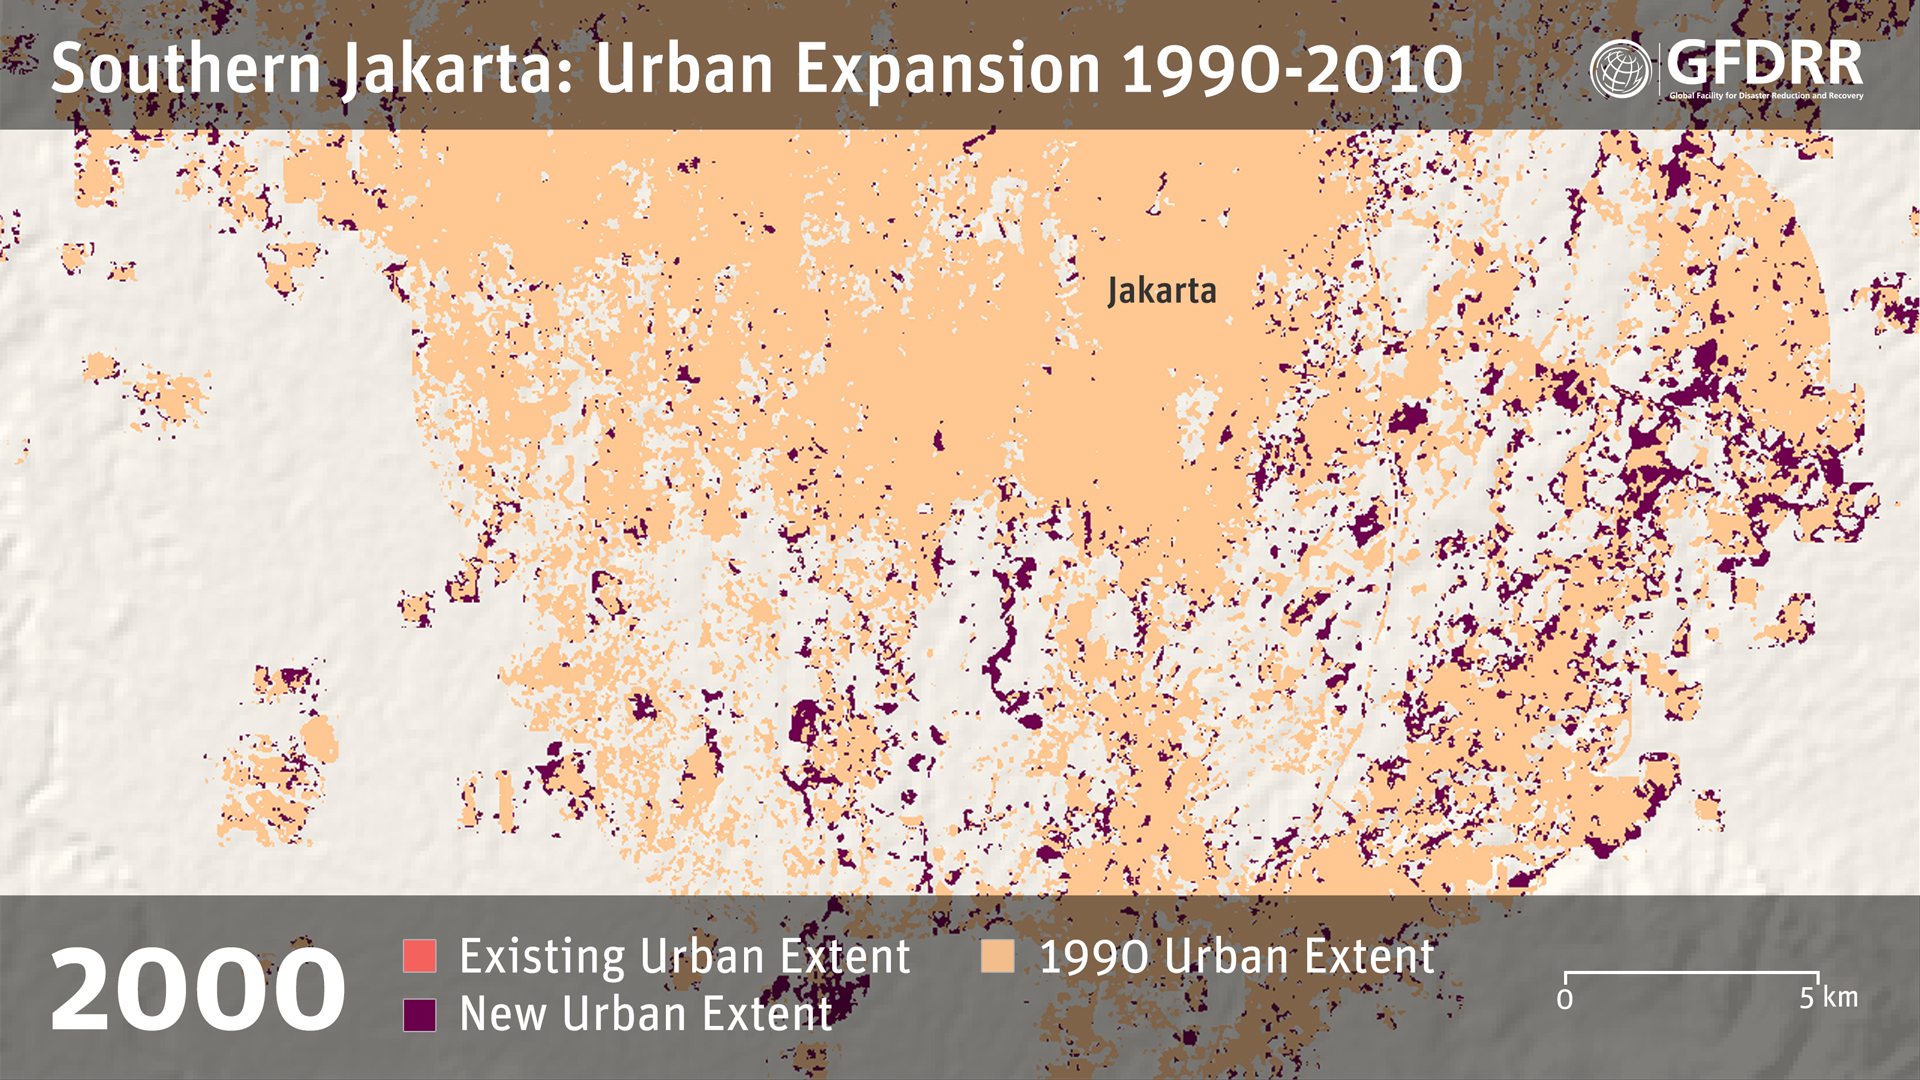 Southern Jakarta: Urban Expansion 1990-2010
GFDRR
Global Facility for Disaster Reduction and Recovery
Jakarta
2000
Existing Urban Extent
1990 Urban Extent
New Urban Extent
0
5 km